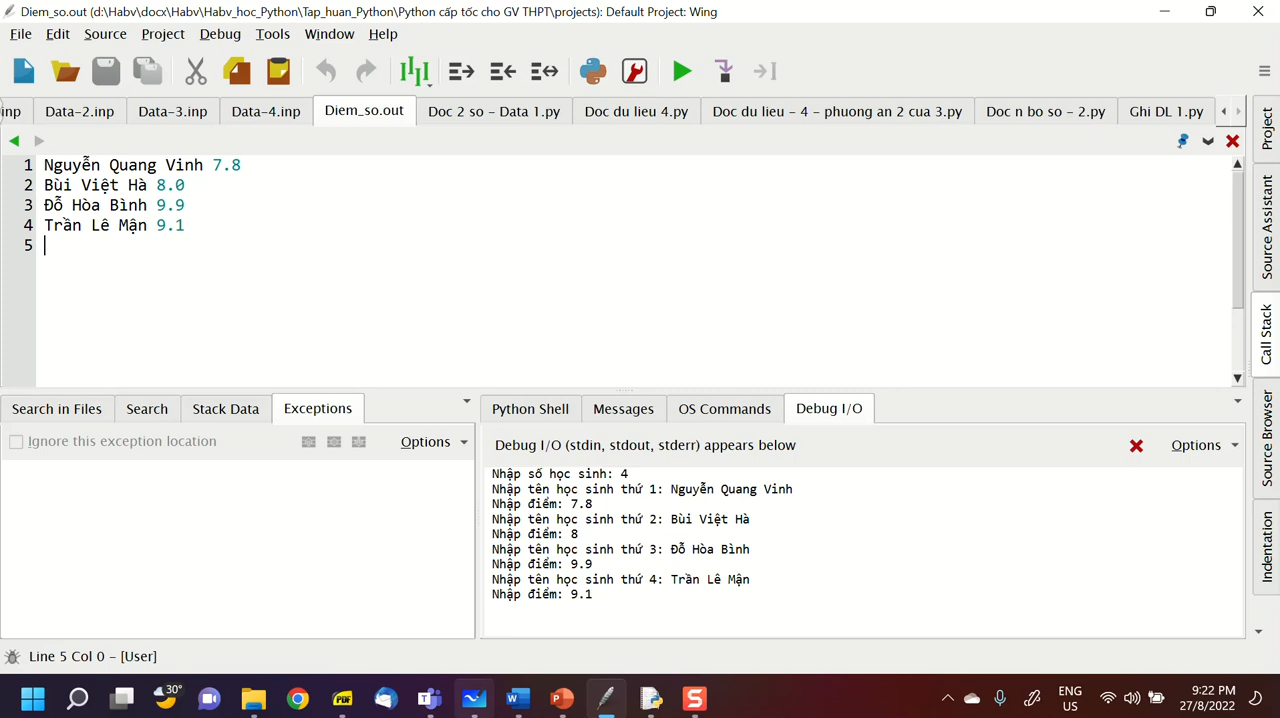 Diem_so.out (d:\Habv\docx\Habv\Habv_hoc_Python\Tap_huan_Python\Python cấp tốc cho GV THPT\projects): Default Project: Wing
File Edit Source Project Debug Tools Window Help
inp Data-2.inp Data-3.inp Data-4.inp Diem_so.out Doc 2 so - Data 1.py Doc du lieu 4.py Doc du lieu - 4 - phuong an 2 cua 3.py Doc n bo so - 2.py Ghi DL 1.py
1 Nguyễn Quang Vinh 7.8
2 Bùi Việt Hà 8.0
3 Đỗ Hòa Bình 9.9
4 Trần Lê Mận 9.1
5
Project
Source Assistant
Call Stack
Source Browser
Indentation
Search in Files Search Stack Data Exceptions
Ignore this exception location Options
Python Shell Messages OS Commands Debug I/O
Debug I/O (stdin, stdout, stderr) appears below Options
Nhập số học sinh: 4
Nhập tên học sinh thứ 1: Nguyễn Quang Vinh
Nhập điểm: 7.8
Nhập tên học sinh thứ 2: Bùi Việt Hà
Nhập điểm: 8
Nhập tên học sinh thứ 3: Đỗ Hòa Bình
Nhập điểm: 9.9
Nhập tên học sinh thứ 4: Trần Lê Mận
Nhập điểm: 9.1
Line 5 Col 0 - [User]
30°
PDF
ENG
US
9:22 PM
27/8/2022